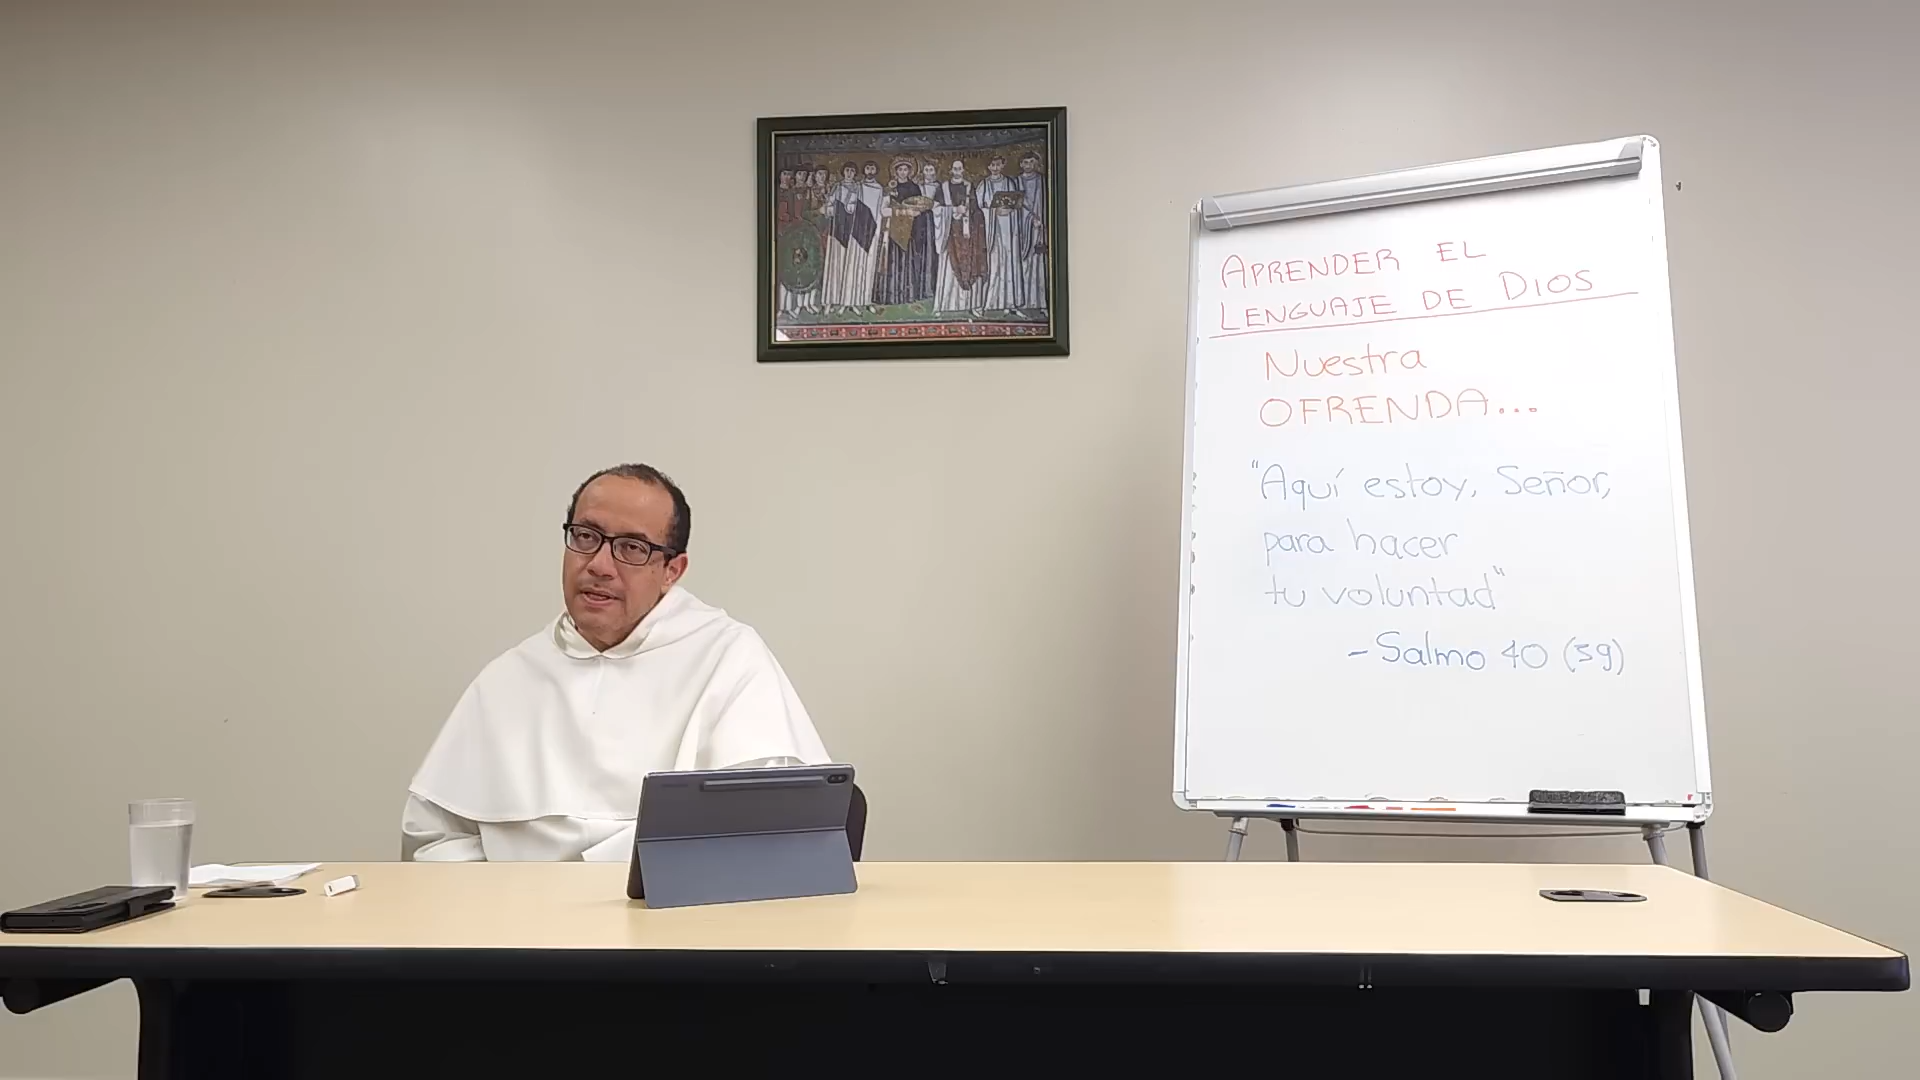 APRENDER EL
LENGUAJE DE DIOS
Nuestra
OFRENDA...
"Aquí estoy, Señor,
para hacer
tu voluntad"
- Salmo 40 (39)